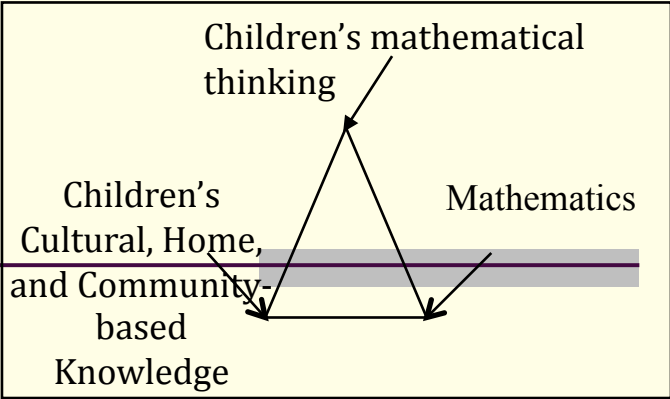 Children’s mathematical
thinking
Children’s
Cultural, Home,
and Community-
based
Knowledge
Mathematics